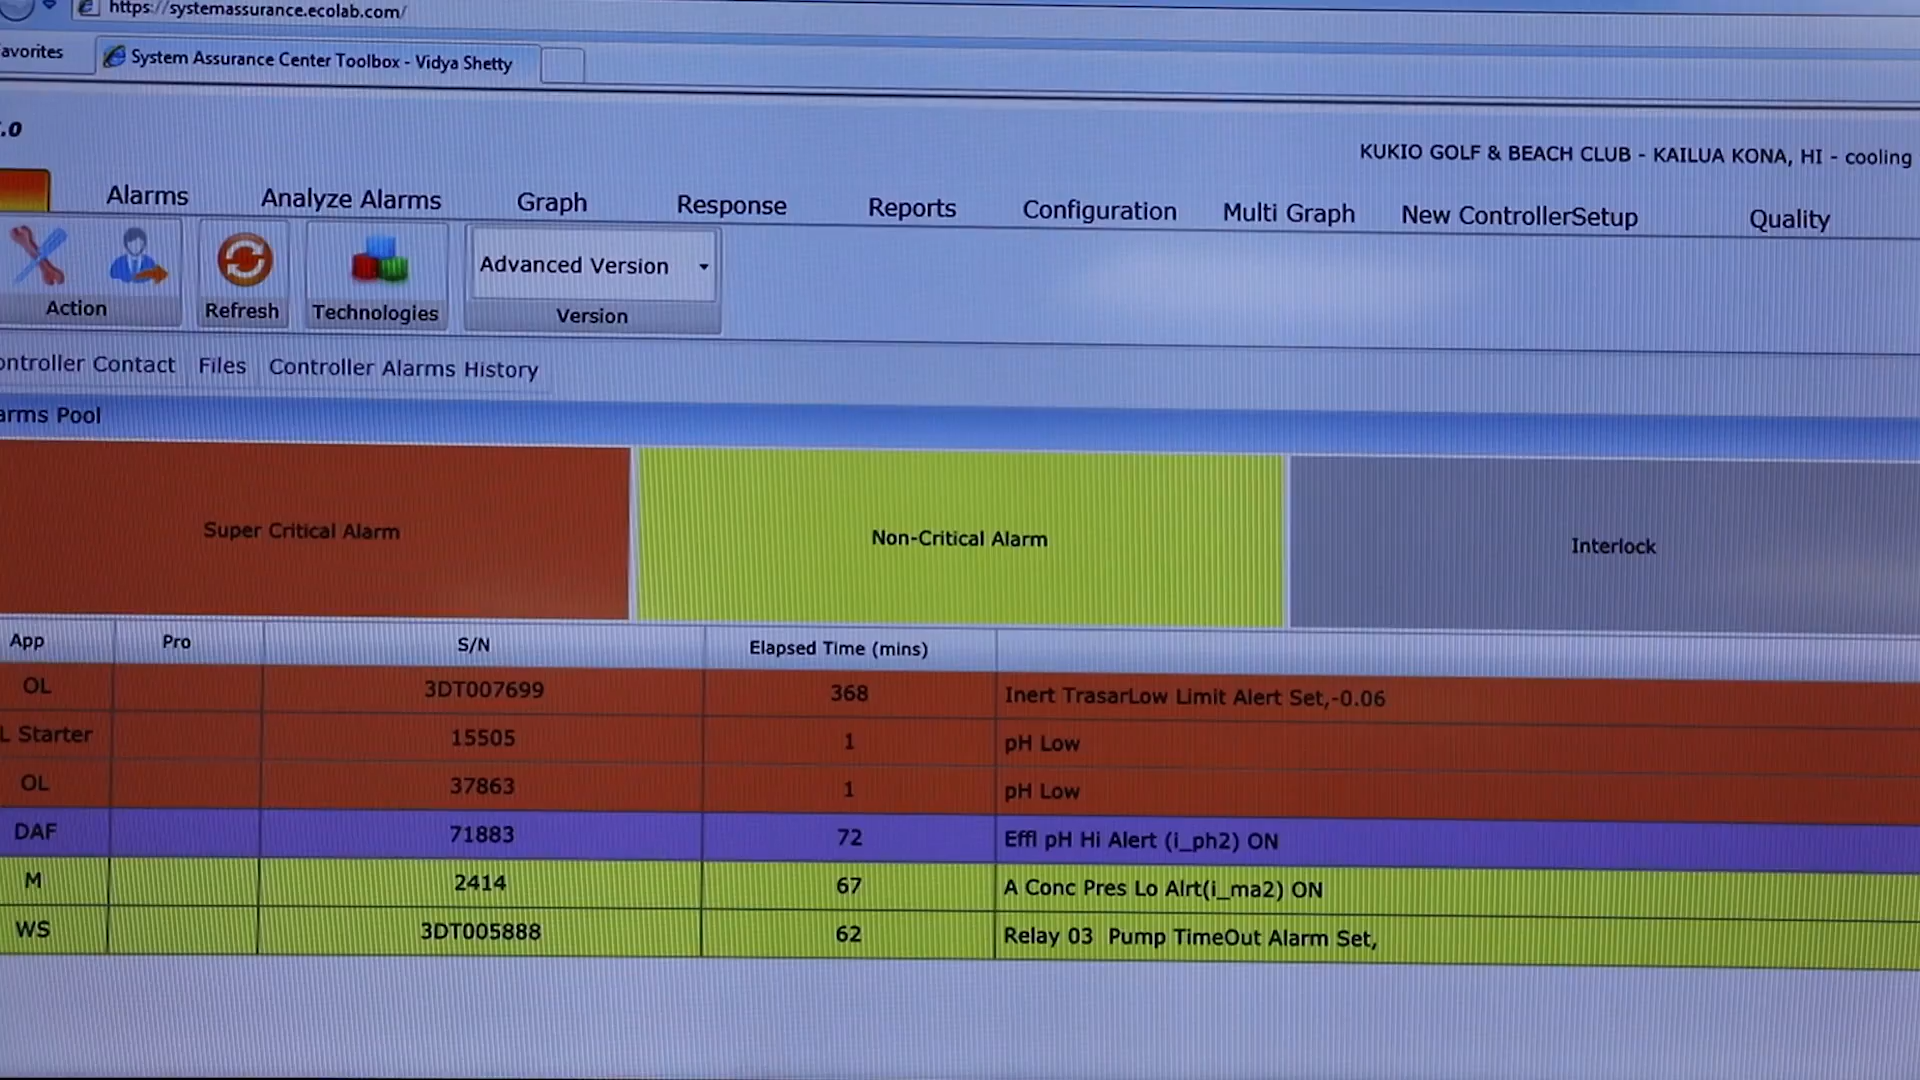 https://systemassurance.ecolab.com/
avorites
System Assurance Center Toolbox - Vidya Shetty
.0
KUKIO GOLF & BEACH CLUB - KAILUA KONA, HI - cooling
Alarms Analyze Alarms Graph Response Reports Configuration Multi Graph New ControllerSetup Quality
Advanced Version
Action Refresh Technologies Version
ontroller Contact Files Controller Alarms History
arms Pool
Super Critical Alarm Non-Critical Alarm Interlock
App Pro S/N Elapsed Time (mins)
OL 3DT007699 368 Inert TrasarLow Limit Alert Set,-0.06
L Starter 15505 1 pH Low
OL 37863 1 pH Low
DAF 71883 72 Effl pH Hi Alert (i_ph2) ON
M 2414 67 A Conc Pres Lo Alrt(i_ma2) ON
WS 3DT005888 62 Relay 03 Pump TimeOut Alarm Set,